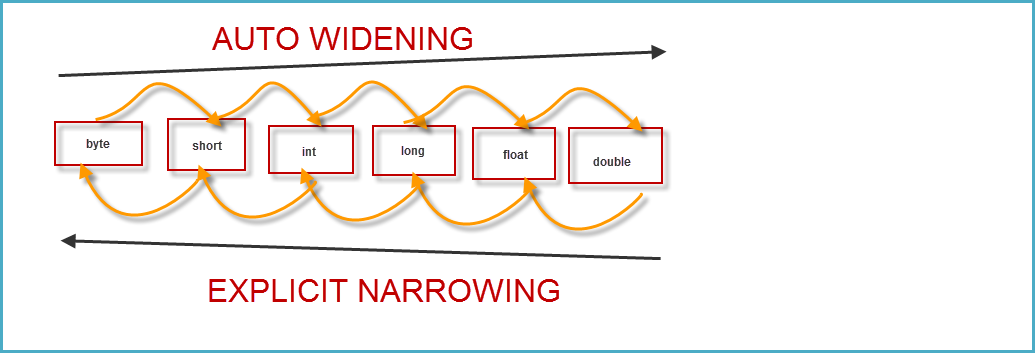 AUTO WIDENING
byte short int long float double
EXPLICIT NARROWING